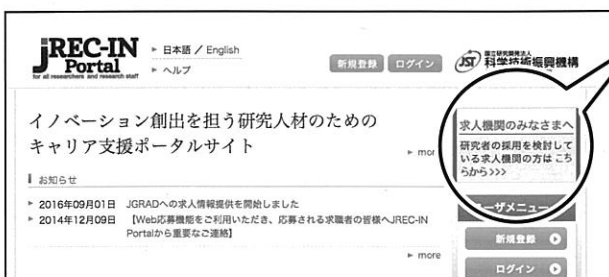 jREC-IN
Portal
for all researchers and research staff
日本語 / English
ヘルプ
新規登録
ログイン
JST
国立研究開発法人
科学技術振興機構
イノベーション創出を担う研究人材のための
キャリア支援ポータルサイト
more
お知らせ
2016年09月01日 JGRADへの求人情報提供を開始しました
2014年12月09日 【Web応募機能をご利用いただき、応募される求職者の皆様へJREC-IN
Portalから重要なご連絡】
more
求人機関のみなさまへ
研究者の採用を検討して
いる求人機関の方は こち
らから>>>
ーザメニュー
新規登録
ログイン